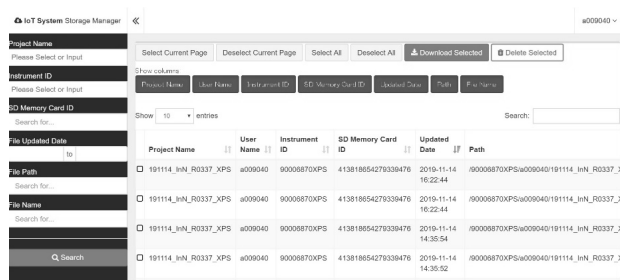 IoT System Storage Manager
a009040
Project Name
Please Select or Input
Instrument ID
Please Select or Input
SD Memory Card ID
Search for...
File Updated Date
to
File Path
Search for...
File Name
Search for...
Search
Select Current Page Deselect Current Page Select All Deselect All Download Selected Delete Selected
Show columns
Project Name User Name Instrument ID SD Memory Card ID Updated Date Path File Name
Show 10 entries Search:
Project Name User Name Instrument ID SD Memory Card ID Updated Date Path
191114_InN_R0337_XPS a009040 90006870XPS 413818654279339476 2019-11-14 16:22:44 /90006870XPS/a009040/191114_InN_R0337_
191114_InN_R0337_XPS a009040 90006870XPS 413818654279339476 2019-11-14 16:22:44 /90006870XPS/a009040/191114_InN_R0337_
191114_InN_R0337_XPS a009040 90006870XPS 413818654279339476 2019-11-14 14:35:54 /90006870XPS/a009040/191114_InN_R0337_
191114_InN_R0337_XPS a009040 90006870XPS 413818654279339476 2019-11-14 14:35:52 /90006870XPS/a009040/191114_InN_R0337_